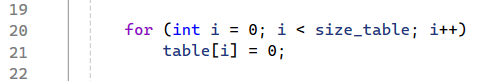 19
20 for (int i = 0; i < size_table; i++)
21 table[i] = 0;
22